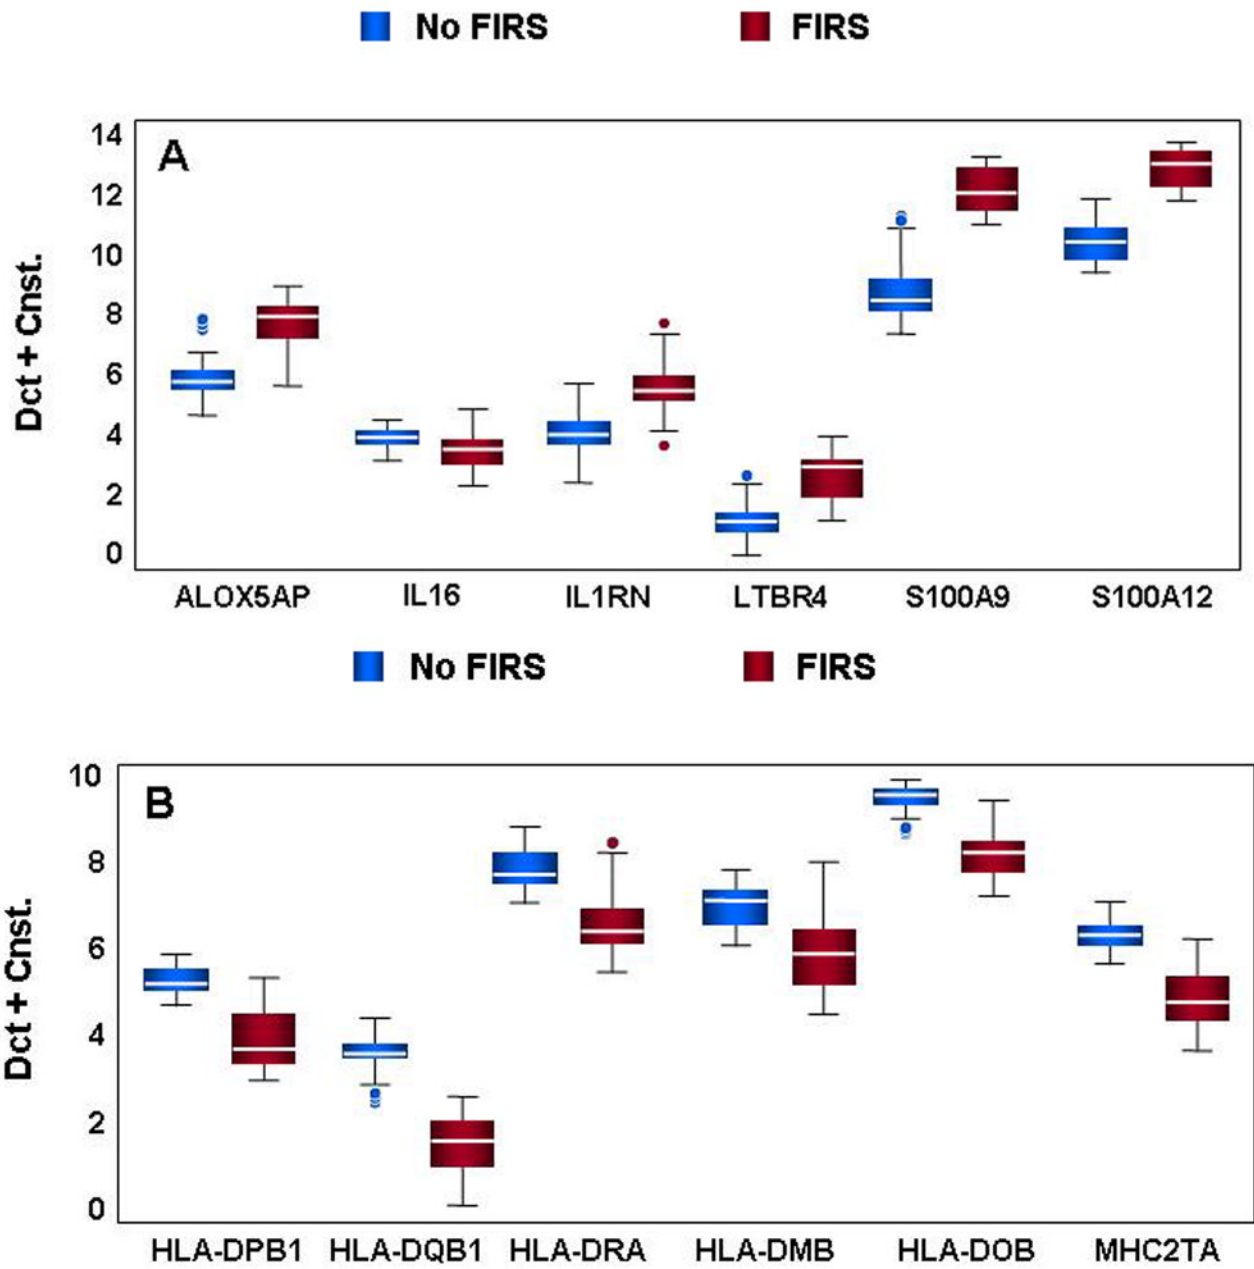 No FIRS FIRS
A
14
12
10
8
6
4
2
0
Dct + Cnst.
ALOX5AP IL16 IL1RN LTBR4 S100A9 S100A12
No FIRS FIRS
B
10
8
6
4
2
0
Dct + Cnst.
HLA-DPB1 HLA-DQB1 HLA-DRA HLA-DMB HLA-DOB MHC2TA